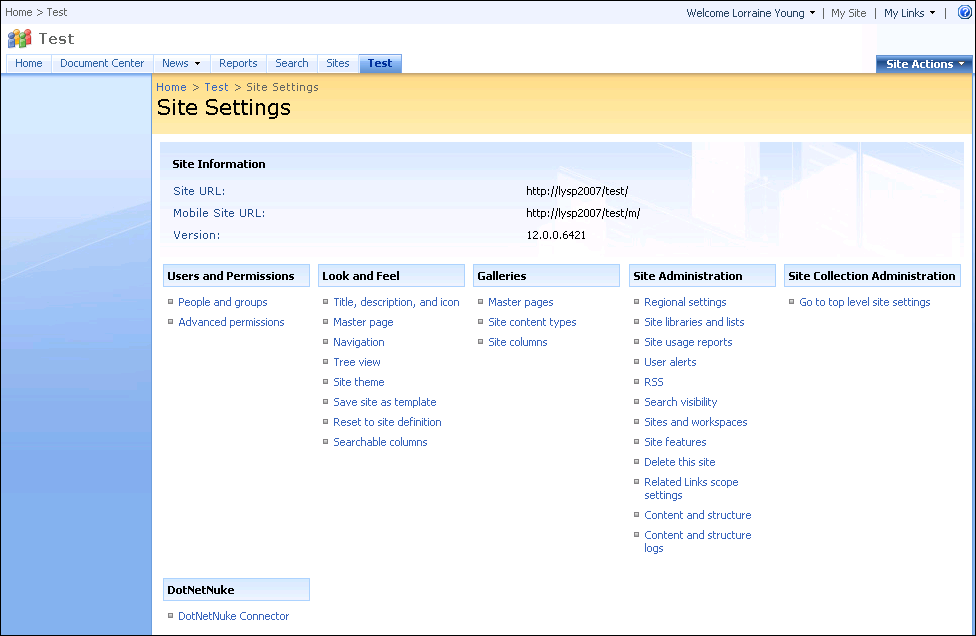 Home > Test
Welcome Lorraine Young | My Site | My Links |
Test
Home Document Center News Reports Search Sites Test Site Actions
Home > Test > Site Settings
Site Settings
Site Information
Site URL: http://lysp2007/test/
Mobile Site URL: http://lysp2007/test/m/
Version: 12.0.0.6421
Users and Permissions
People and groups
Advanced permissions
Look and Feel
Title, description, and icon
Master page
Navigation
Tree view
Site theme
Save site as template
Reset to site definition
Searchable columns
Galleries
Master pages
Site content types
Site columns
Site Administration
Regional settings
Site libraries and lists
Site usage reports
User alerts
RSS
Search visibility
Sites and workspaces
Site features
Delete this site
Related Links scope
settings
Content and structure
Content and structure
logs
Site Collection Administration
Go to top level site settings
DotNetNuke
DotNetNuke Connector